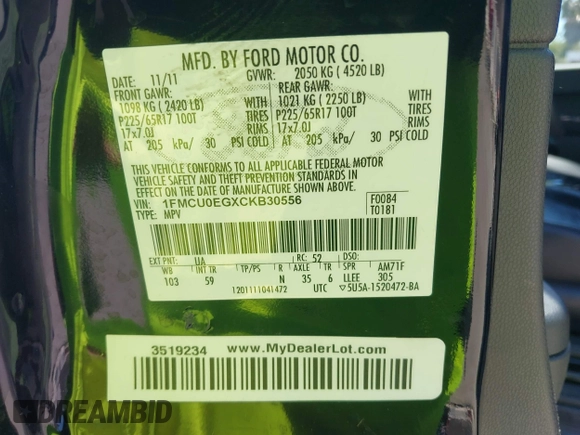 MFD. BY FORD MOTOR CO.
DATE: 11/11 GVWR: 2050 KG ( 4520 LB)
FRONT GAWR: REAR GAWR:
1098 KG ( 2420 LB) WITH 1021 KG ( 2250 LB)
P225/65R17 100T TIRES P225/65R17 100T
17x7.0J RIMS 17x7.0J
AT 205 kPa/ 30 PSI COLD AT 205 kPa/ 30 PSI COLD
THIS VEHICLE CONFORMS TO ALL APPLICABLE FEDERAL MOTOR
VEHICLE SAFETY AND THEFT PREVENTION STANDARDS IN EFFECT
ON THE DATE OF MANUFACTURE SHOWN ABOVE.
VIN: 1FMCU0EGXCKB30556 F0084
TYPE: MPV T0181
EXT PNT: UA RC: 52 DSO:
WB INT TR TP/PS R AXLE TR SPR AM71F
103 59 N 35 6 LLEE 305
1201111041472 UTC 5U5A-1520472-BA
3519234 www.MyDealerLot.com
DREAMBID